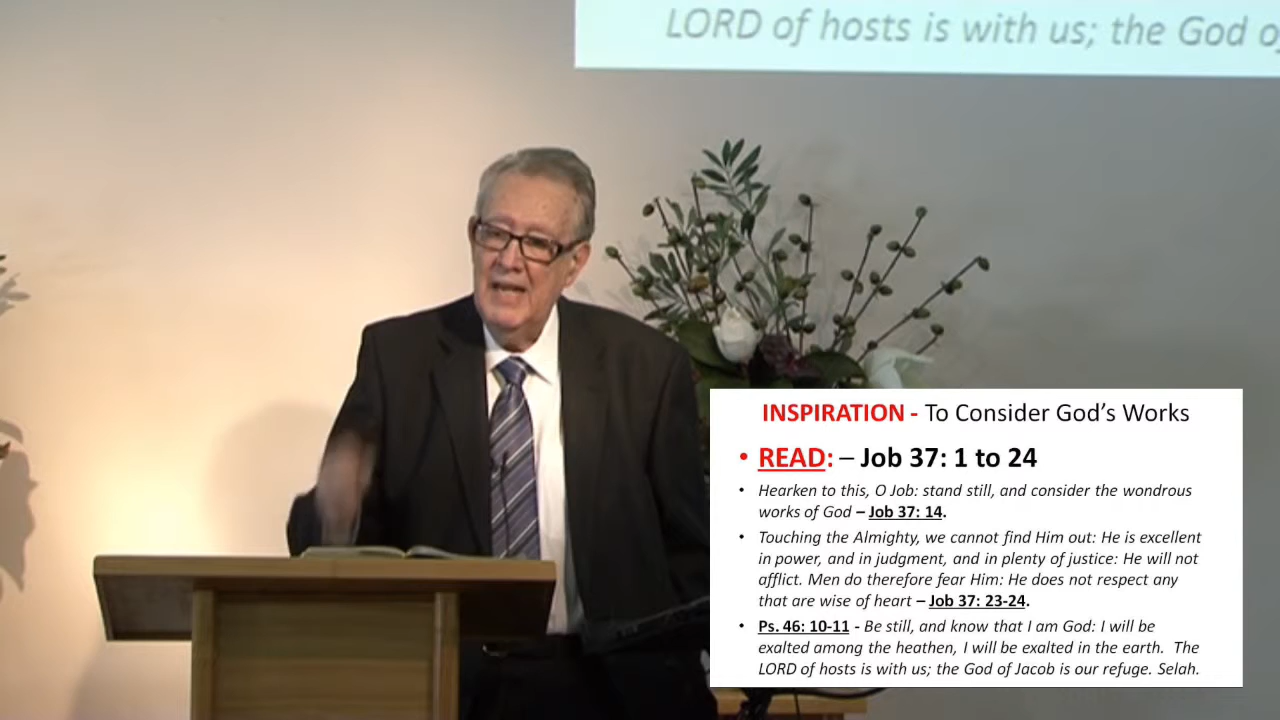 LORD of hosts is with us; the God o
INSPIRATION - To Consider God's Works
• READ: – Job 37: 1 to 24
• Hearken to this, O Job: stand still, and consider the wondrous
works of God – Job 37: 14.
• Touching the Almighty, we cannot find Him out: He is excellent
in power, and in judgment, and in plenty of justice: He will not
afflict. Men do therefore fear Him: He does not respect any
that are wise of heart – Job 37: 23-24.
• Ps. 46: 10-11 - Be still, and know that I am God: I will be
exalted among the heathen, I will be exalted in the earth.  The
LORD of hosts is with us; the God of Jacob is our refuge. Selah.